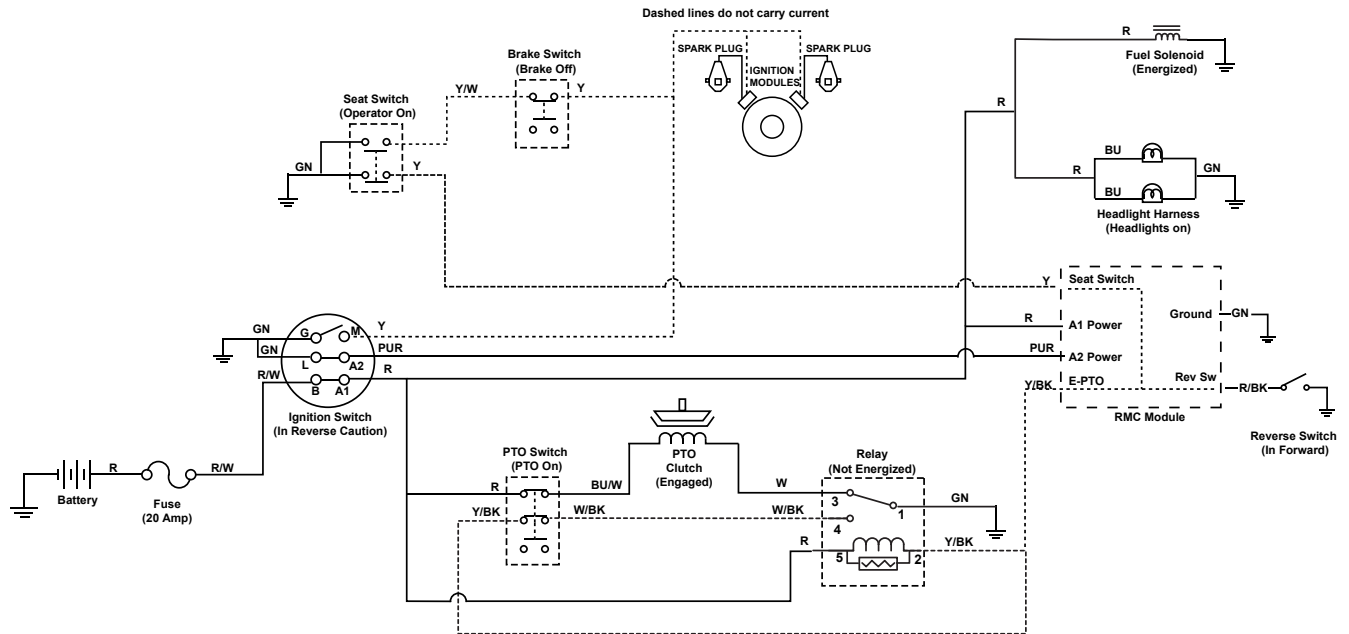 Dashed lines do not carry current
SPARK PLUG
SPARK PLUG
IGNITION
MODULES
R
Fuel Solenoid
(Energized)
Brake Switch
(Brake Off)
Y/W
Y
Seat Switch
(Operator On)
GN
Y
R
R
BU
BU
GN
Headlight Harness
(Headlights on)
Y
Seat Switch
Ground
GN
R
A1 Power
PUR
A2 Power
Y/BK
E-PTO
Rev Sw
R/BK
RMC Module
Reverse Switch
(In Forward)
GN
G
M
Y
GN
L
A2
PUR
R/W
B
A1
R
Ignition Switch
(In Reverse Caution)
R
R/W
Battery
Fuse
(20 Amp)
PTO Switch
(PTO On)
R
BU/W
Y/BK
W/BK
PTO
Clutch
(Engaged)
W
W/BK
Relay
(Not Energized)
3
1
GN
4
R
5
2
Y/BK